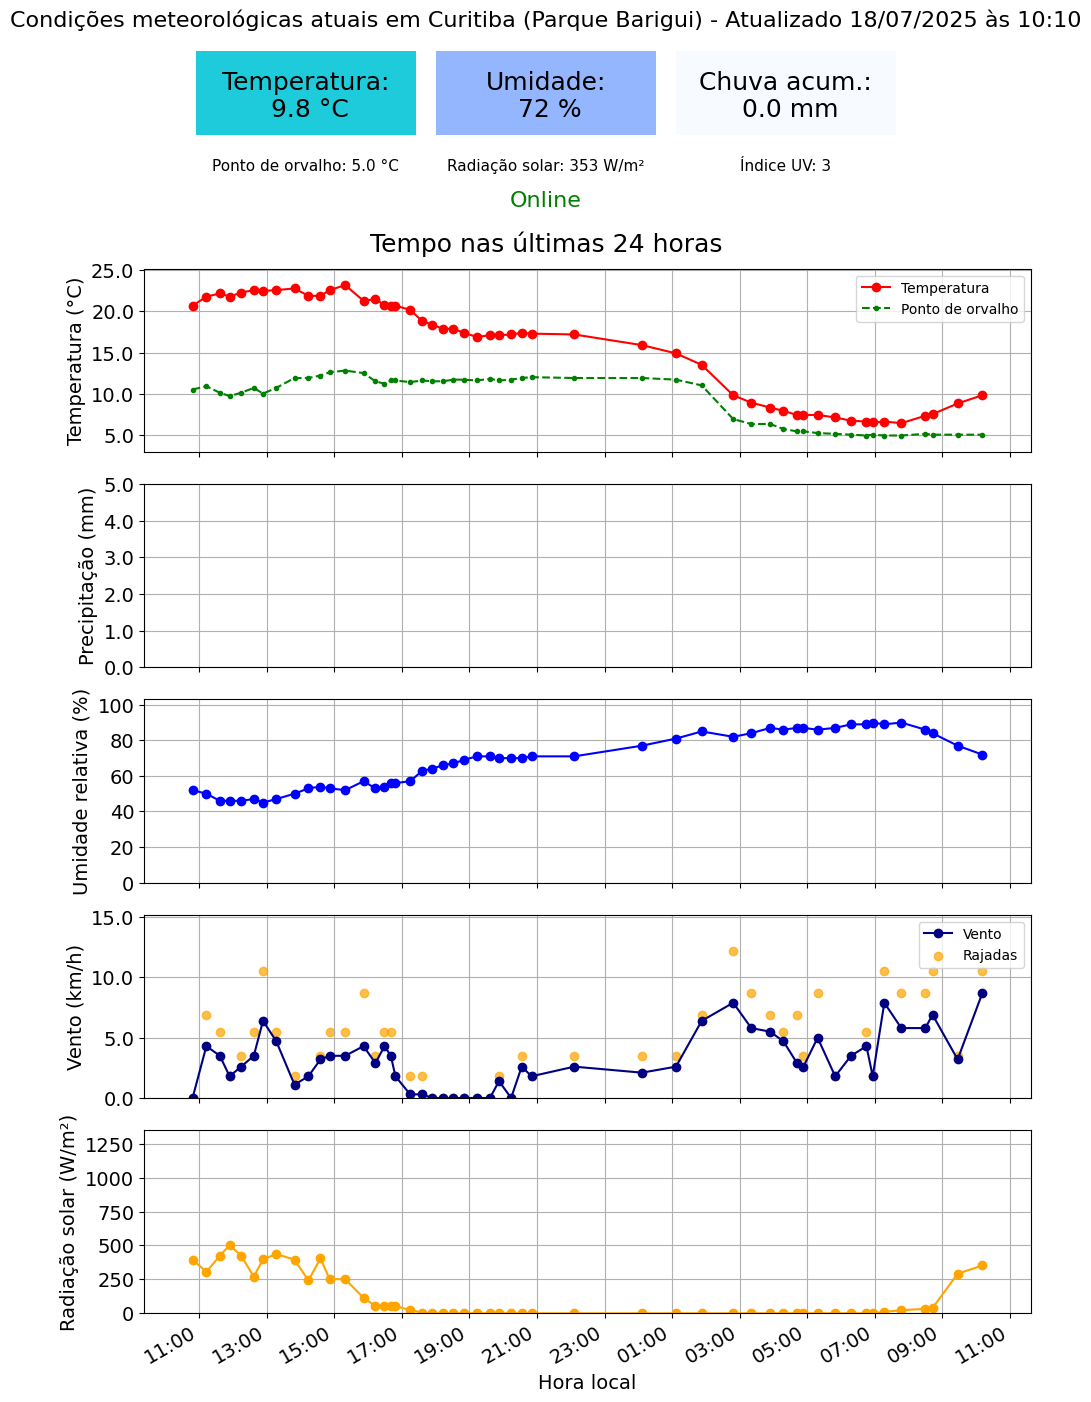 Condições meteorológicas atuais em Curitiba (Parque Barigui) - Atualizado 18/07/2025 às 10:10
Temperatura:
9.8 °C
Umidade:
72 %
Chuva acum.:
0.0 mm
Ponto de orvalho: 5.0 °C
Radiação solar: 353 W/m²
Índice UV: 3
Online
Tempo nas últimas 24 horas
Temperatura (°C)
25.0
20.0
15.0
10.0
5.0
Temperatura
Ponto de orvalho
Precipitação (mm)
5.0
4.0
3.0
2.0
1.0
0.0
Umidade relativa (%)
100
80
60
40
20
0
Vento (km/h)
15.0
10.0
5.0
0.0
Vento
Rajadas
Radiação solar (W/m²)
1250
1000
750
500
250
0
11:00
13:00
15:00
17:00
19:00
21:00
23:00
01:00
03:00
05:00
07:00
09:00
11:00
Hora local